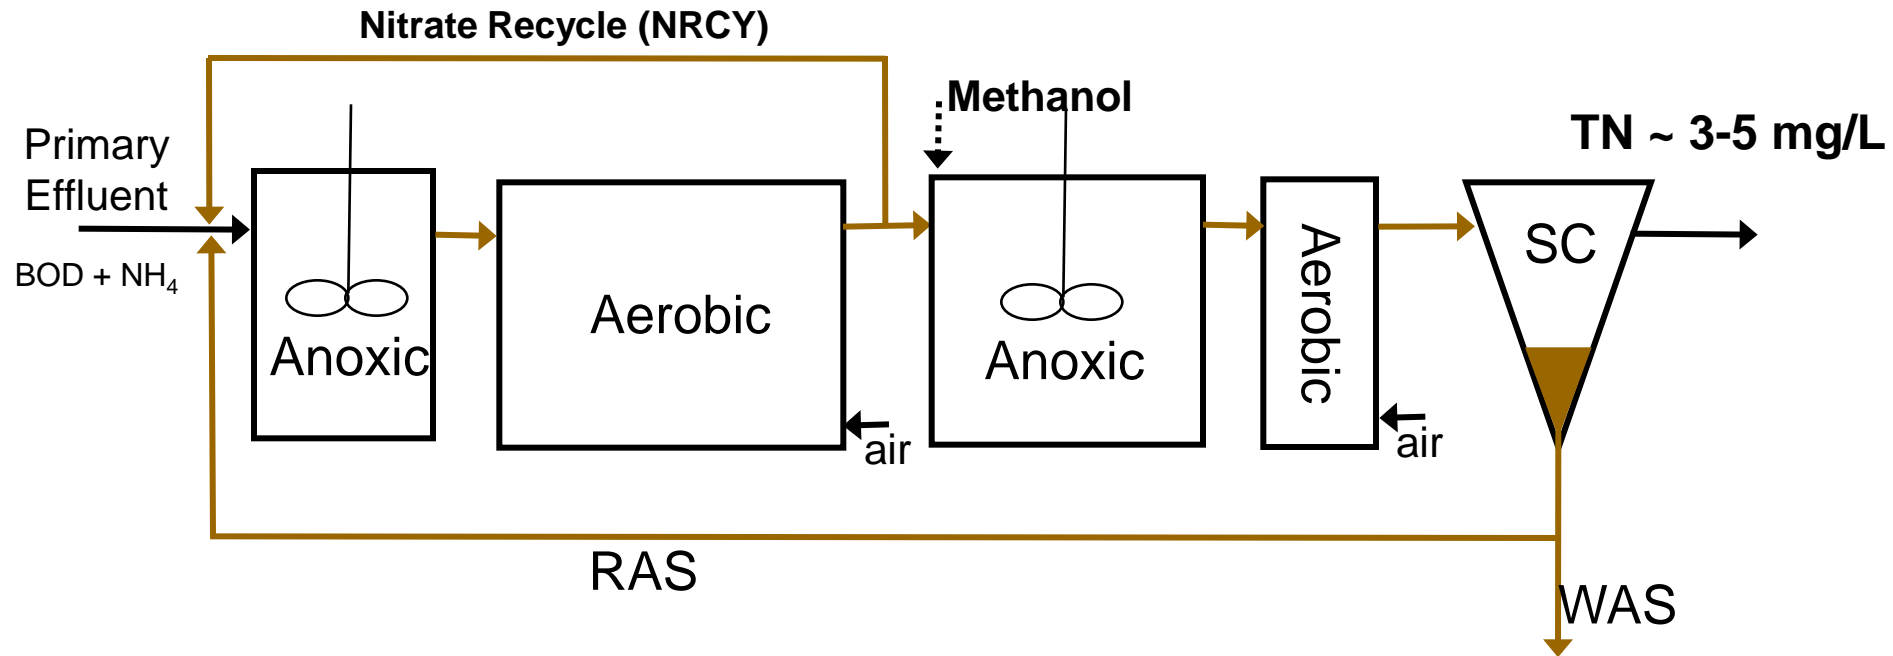 Nitrate Recycle (NRCY)
Methanol
TN ~ 3-5 mg/L
Primary
Effluent
BOD + NH₄
Anoxic
Aerobic
air
Anoxic
Aerobic
air
SC
RAS
WAS